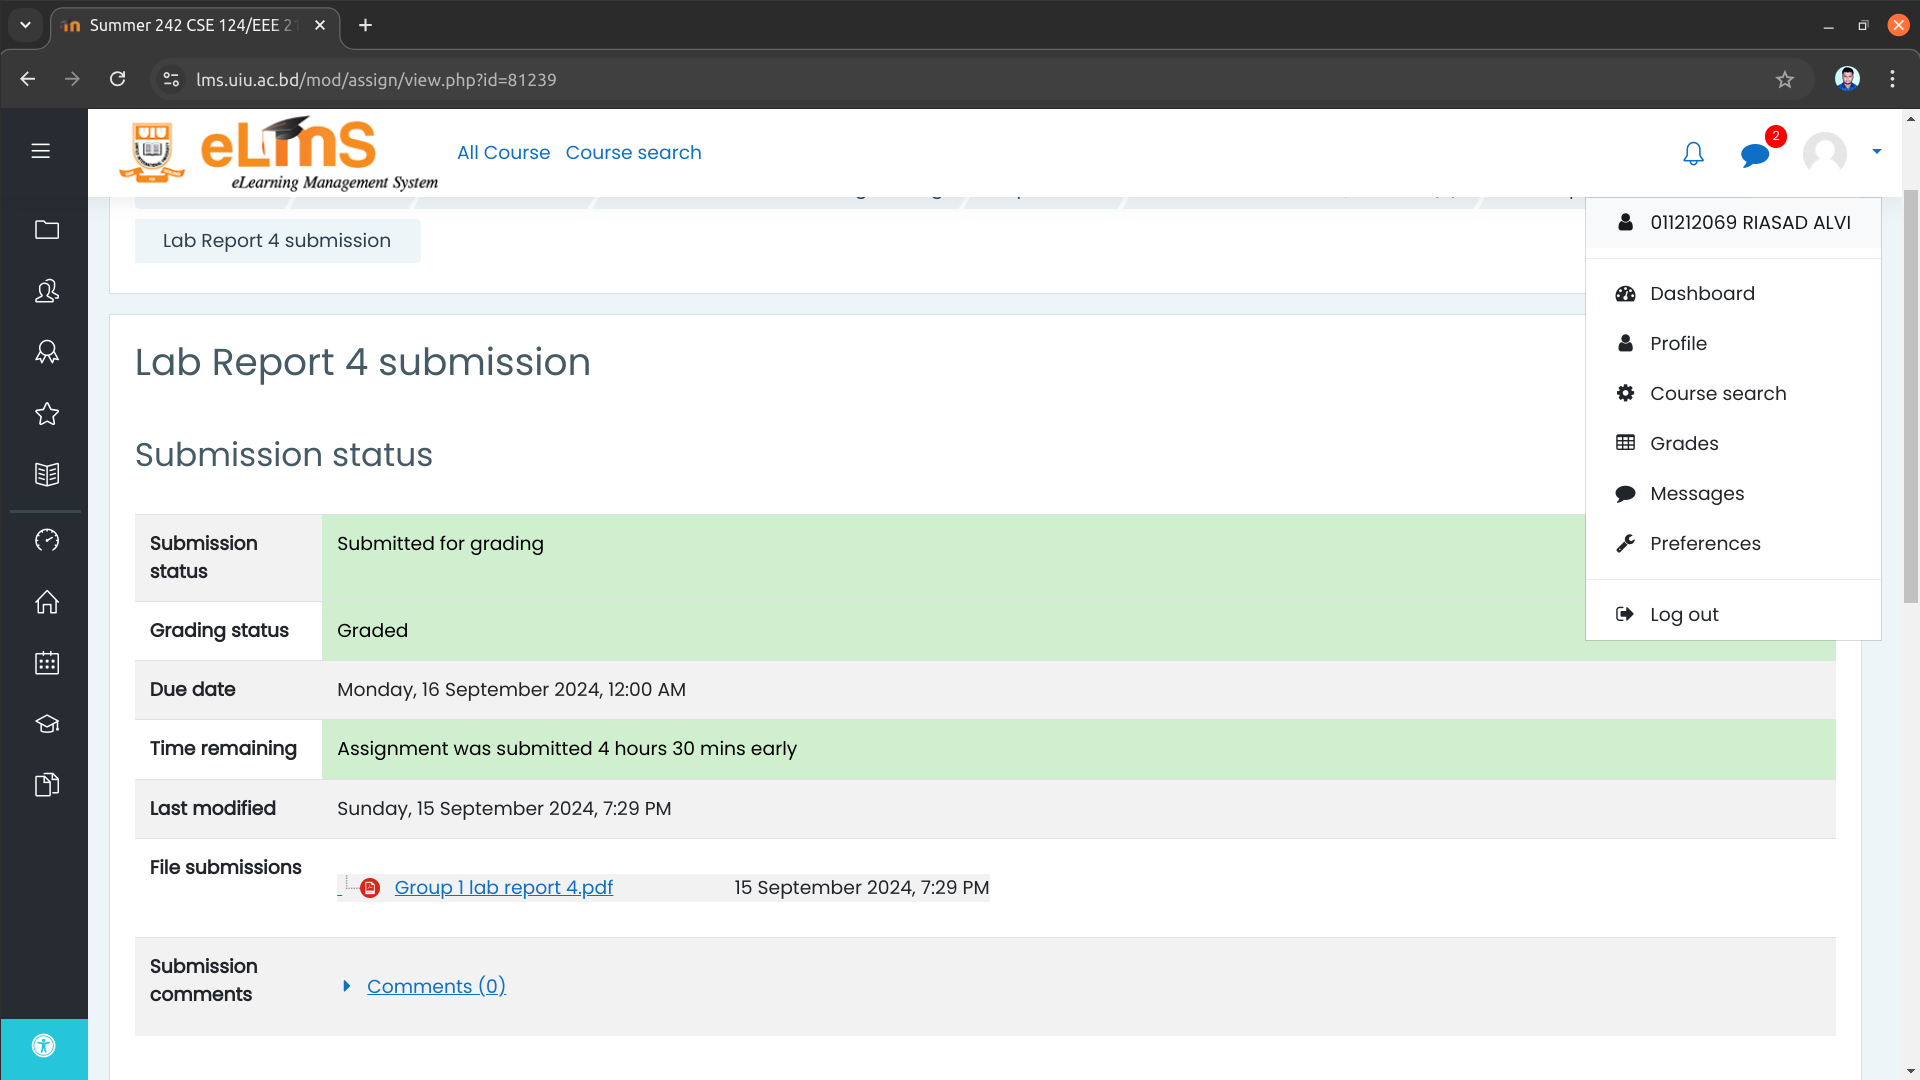 Summer 242 CSE 124/EEE 21
lms.uiu.ac.bd/mod/assign/view.php?id=81239
UIU
eLmS
eLearning Management System
All Course
Course search
2
Lab Report 4 submission
011212069 RIASAD ALVI
Dashboard
Profile
Course search
Grades
Messages
Preferences
Log out
Lab Report 4 submission
Submission status
Submission status
Submitted for grading
Grading status
Graded
Due date
Monday, 16 September 2024, 12:00 AM
Time remaining
Assignment was submitted 4 hours 30 mins early
Last modified
Sunday, 15 September 2024, 7:29 PM
File submissions
Group 1 lab report 4.pdf
15 September 2024, 7:29 PM
Submission comments
Comments (0)